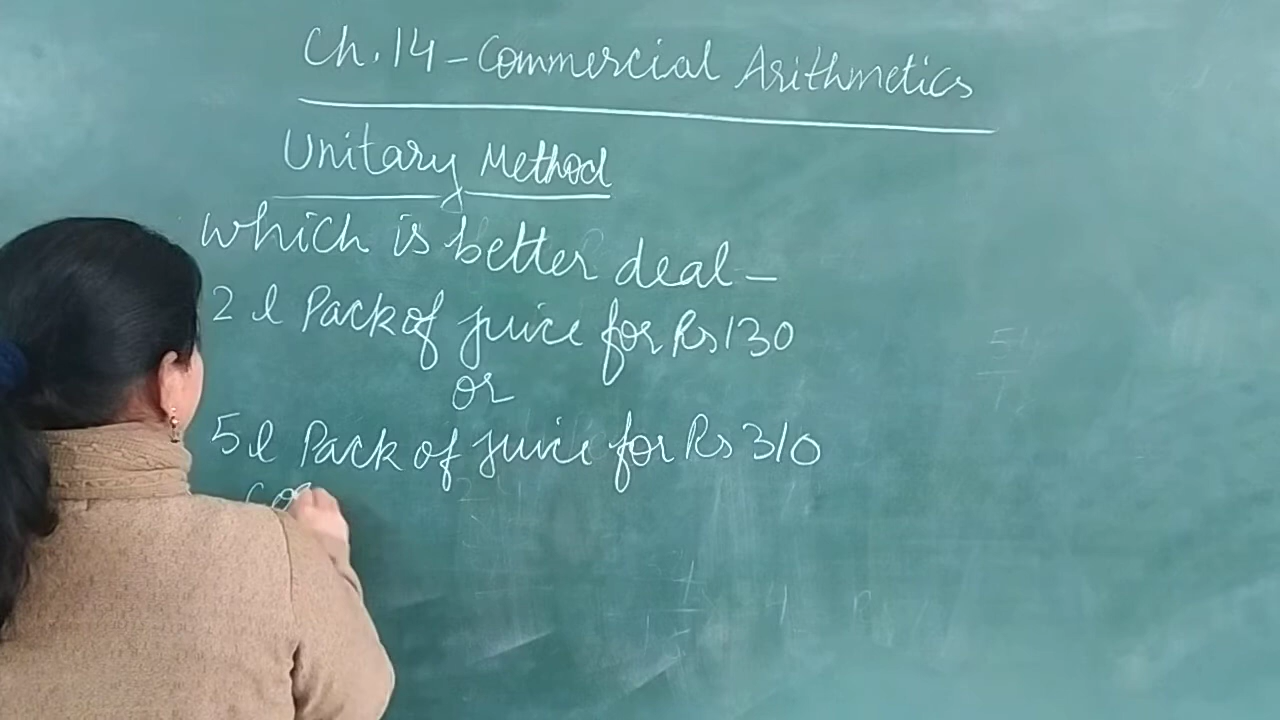 Ch.14 - Commercial Arithmetics
Unitary Method
Which is better deal -
2 l Pack of juice for Rs 130
or
5 l Pack of juice for Rs 310
Co